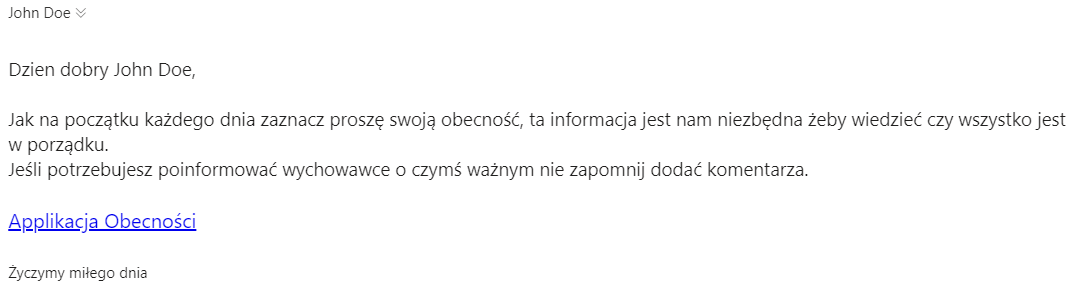 John Doe
Dzien dobry John Doe,
Jak na początku każdego dnia zaznacz proszę swoją obecność, ta informacja jest nam niezbędna żeby wiedzieć czy wszystko jest
w porządku.
Jeśli potrzebujesz poinformować wychowawce o czymś ważnym nie zapomnij dodać komentarza.
Applikacja Obecności
Życzymy miłego dnia